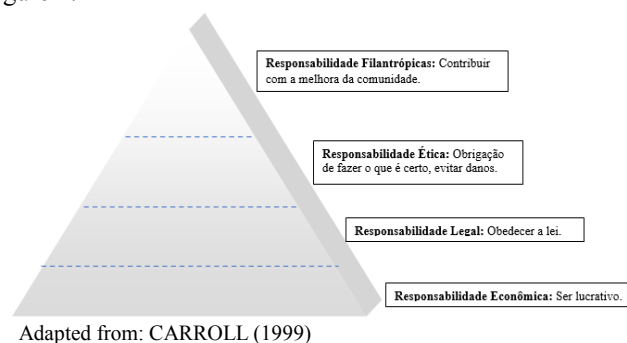 Responsabilidade Filantrópicas: Contribuir
com a melhora da comunidade.
Responsabilidade Ética: Obrigação
de fazer o que é certo, evitar danos.
Responsabilidade Legal: Obedecer a lei.
Responsabilidade Econômica: Ser lucrativo.
Adapted from: CARROLL (1999)